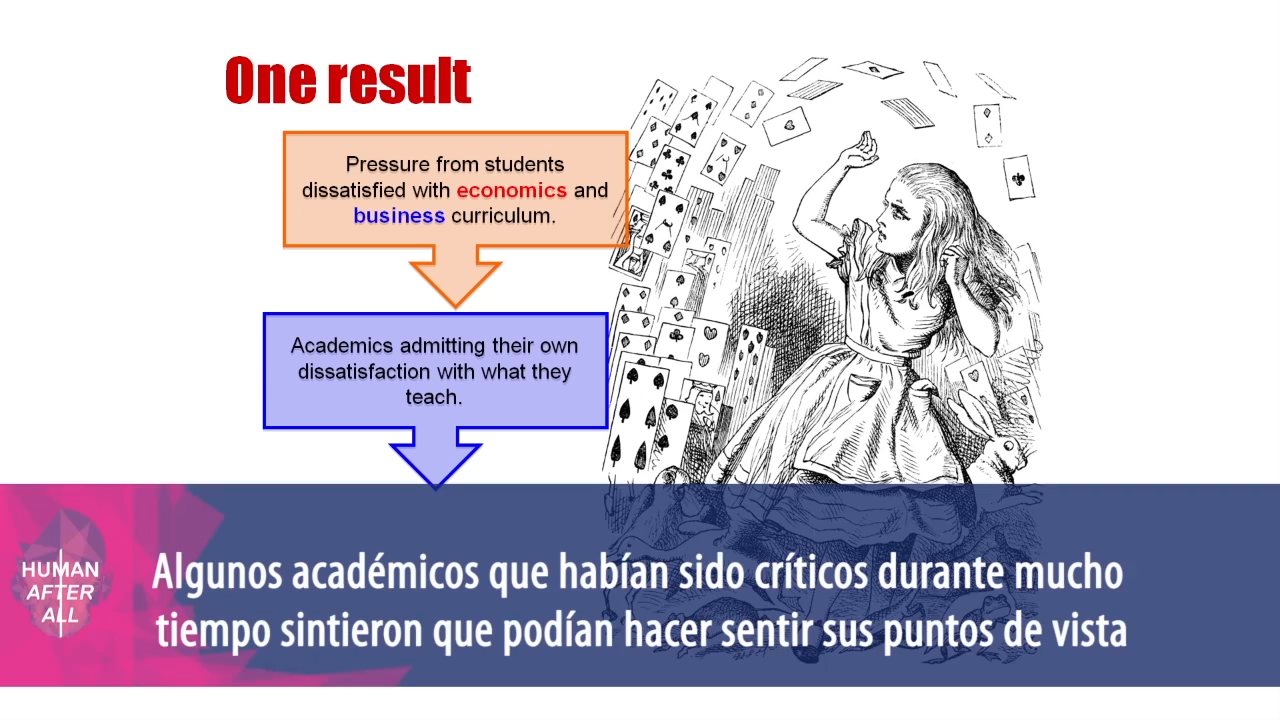 One result
Pressure from students
dissatisfied with economics and
business curriculum.
Academics admitting their own
dissatisfaction with what they
teach.
HUMAN
AFTER
ALL
Algunos académicos que habían sido críticos durante mucho
tiempo sintieron que podían hacer sentir sus puntos de vista